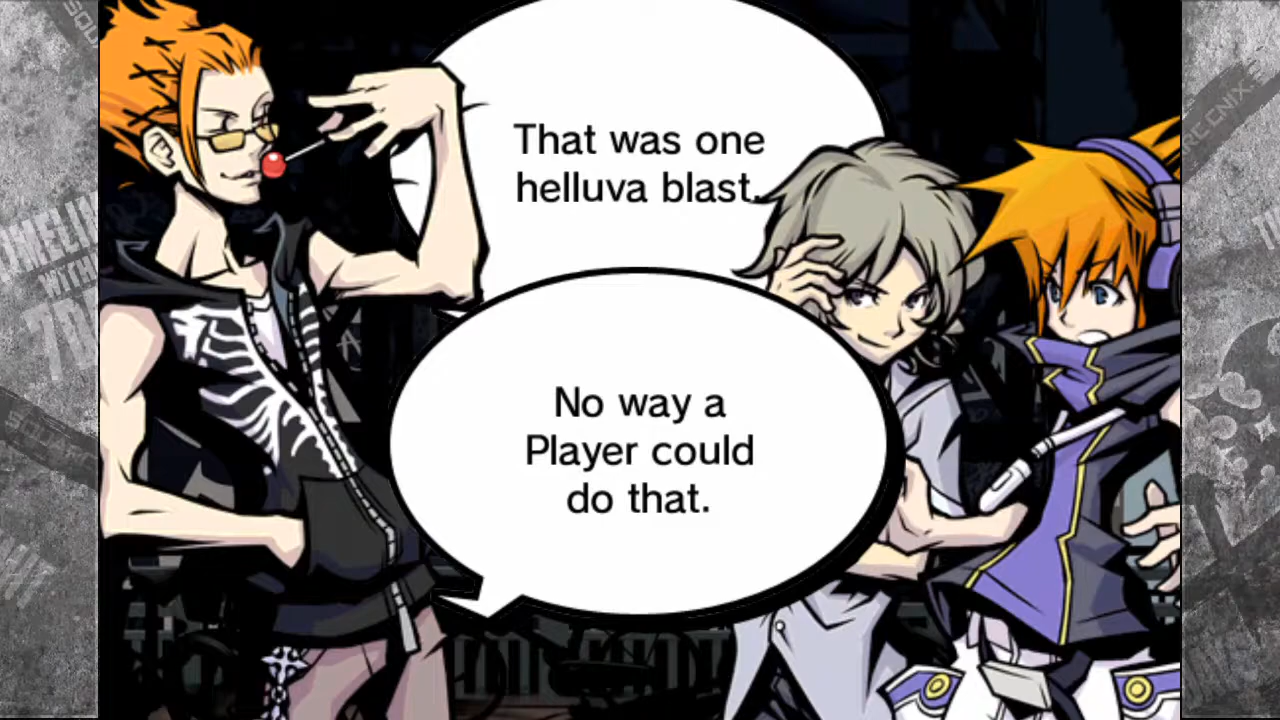 That was one
helluva blast.
No way a
Player could
do that.